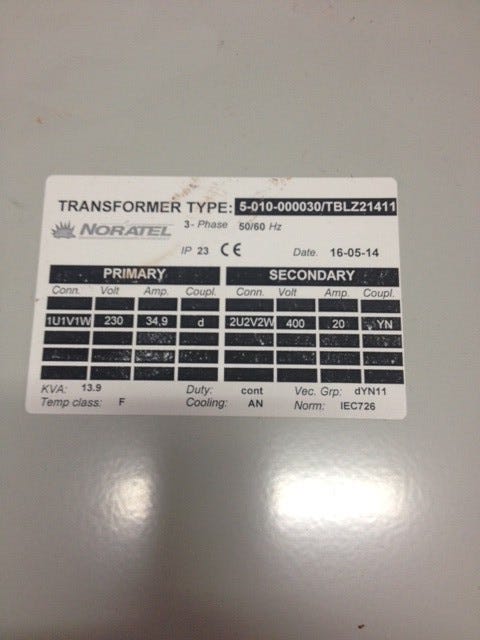 TRANSFORMER TYPE: 5-010-000030/TBLZ21411
NORATEL 3- Phase 50/60 Hz
IP 23 CE Date. 16-05-14
PRIMARY SECONDARY
Conn. Volt Amp. Coupl. Conn. Volt Amp. Coupl.
1U1V1W 230 34,9 d 2U2V2W 400 20 YN
KVA: 13.9 Duty: cont Vec. Grp: dYN11
Temp class: F Cooling: AN Norm: IEC726